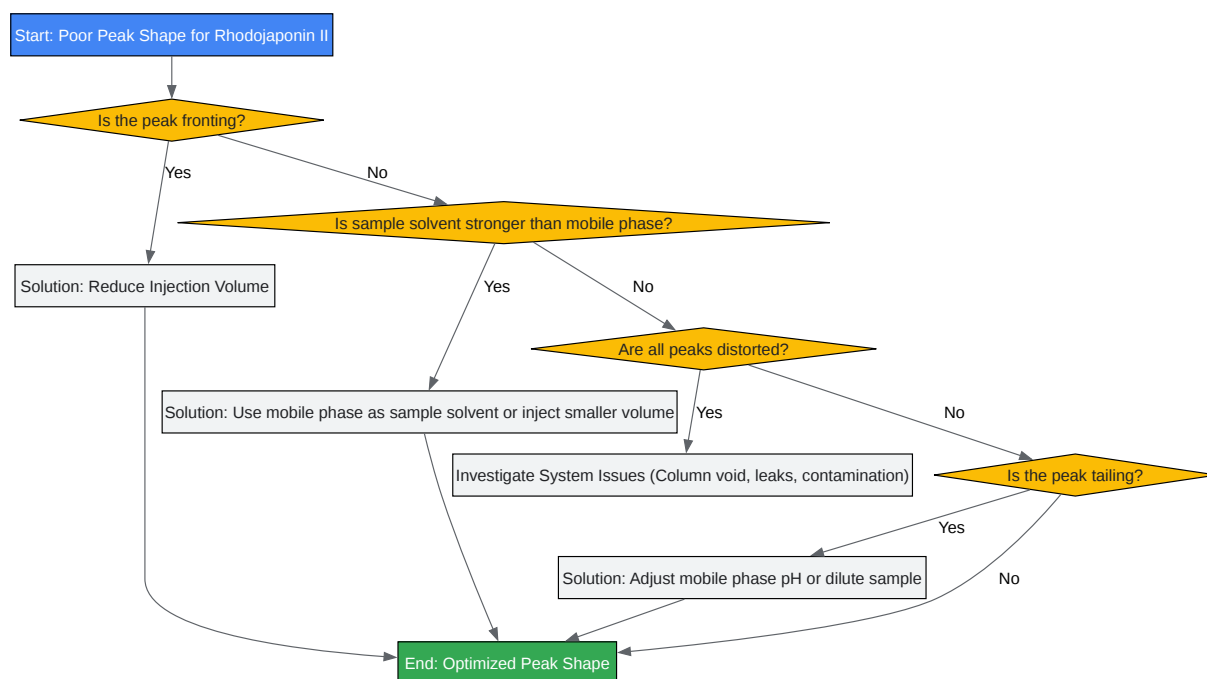 Start: Poor Peak Shape for Rhodojaponin II
Is the peak fronting?
Yes
No
Is sample solvent stronger than mobile phase?
Solution: Reduce Injection Volume
Yes
No
Are all peaks distorted?
Solution: Use mobile phase as sample solvent or inject smaller volume
Yes
No
Investigate System Issues (Column void, leaks, contamination)
Is the peak tailing?
Yes
Solution: Adjust mobile phase pH or dilute sample
No
End: Optimized Peak Shape